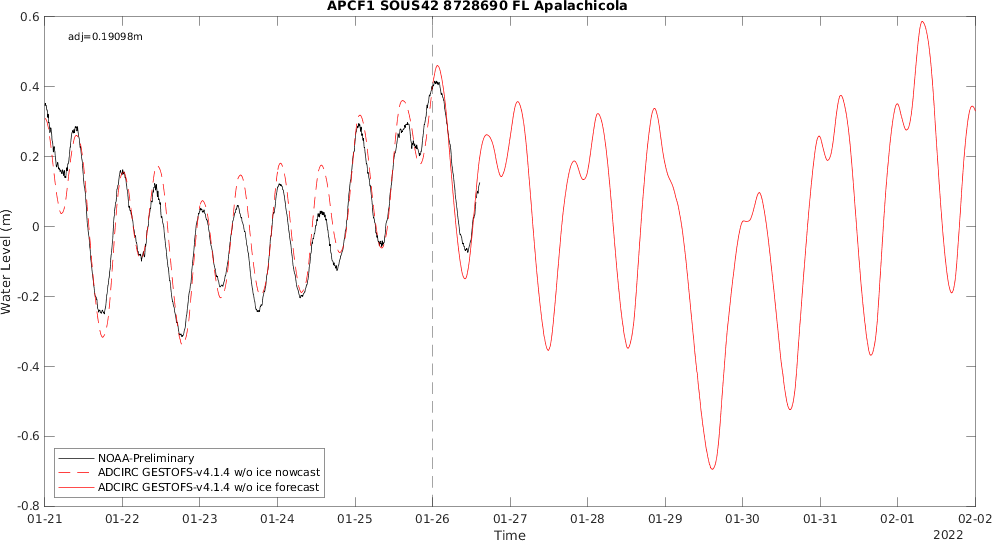 APCF1 SOUS42 8728690 FL Apalachicola
adj=0.19098m
0.6
0.4
0.2
0
-0.2
-0.4
-0.6
-0.8
Water Level (m)
NOAA-Preliminary
ADCIRC GESTOFS-v4.1.4 w/o ice nowcast
ADCIRC GESTOFS-v4.1.4 w/o ice forecast
01-21 01-22 01-23 01-24 01-25 01-26 01-27 01-28 01-29 01-30 01-31 02-01 02-02
Time
2022